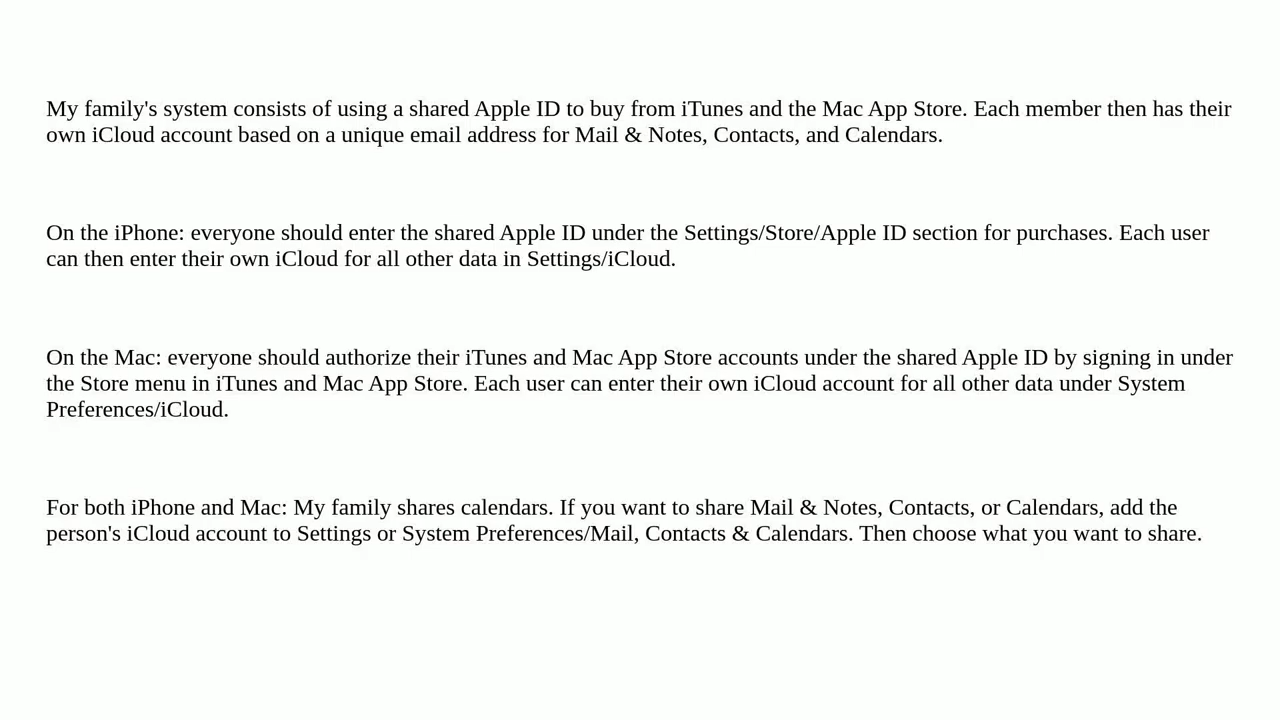 My family's system consists of using a shared Apple ID to buy from iTunes and the Mac App Store. Each member then has their
own iCloud account based on a unique email address for Mail & Notes, Contacts, and Calendars.
On the iPhone: everyone should enter the shared Apple ID under the Settings/Store/Apple ID section for purchases. Each user
can then enter their own iCloud for all other data in Settings/iCloud.
On the Mac: everyone should authorize their iTunes and Mac App Store accounts under the shared Apple ID by signing in under
the Store menu in iTunes and Mac App Store. Each user can enter their own iCloud account for all other data under System
Preferences/iCloud.
For both iPhone and Mac: My family shares calendars. If you want to share Mail & Notes, Contacts, or Calendars, add the
person's iCloud account to Settings or System Preferences/Mail, Contacts & Calendars. Then choose what you want to share.